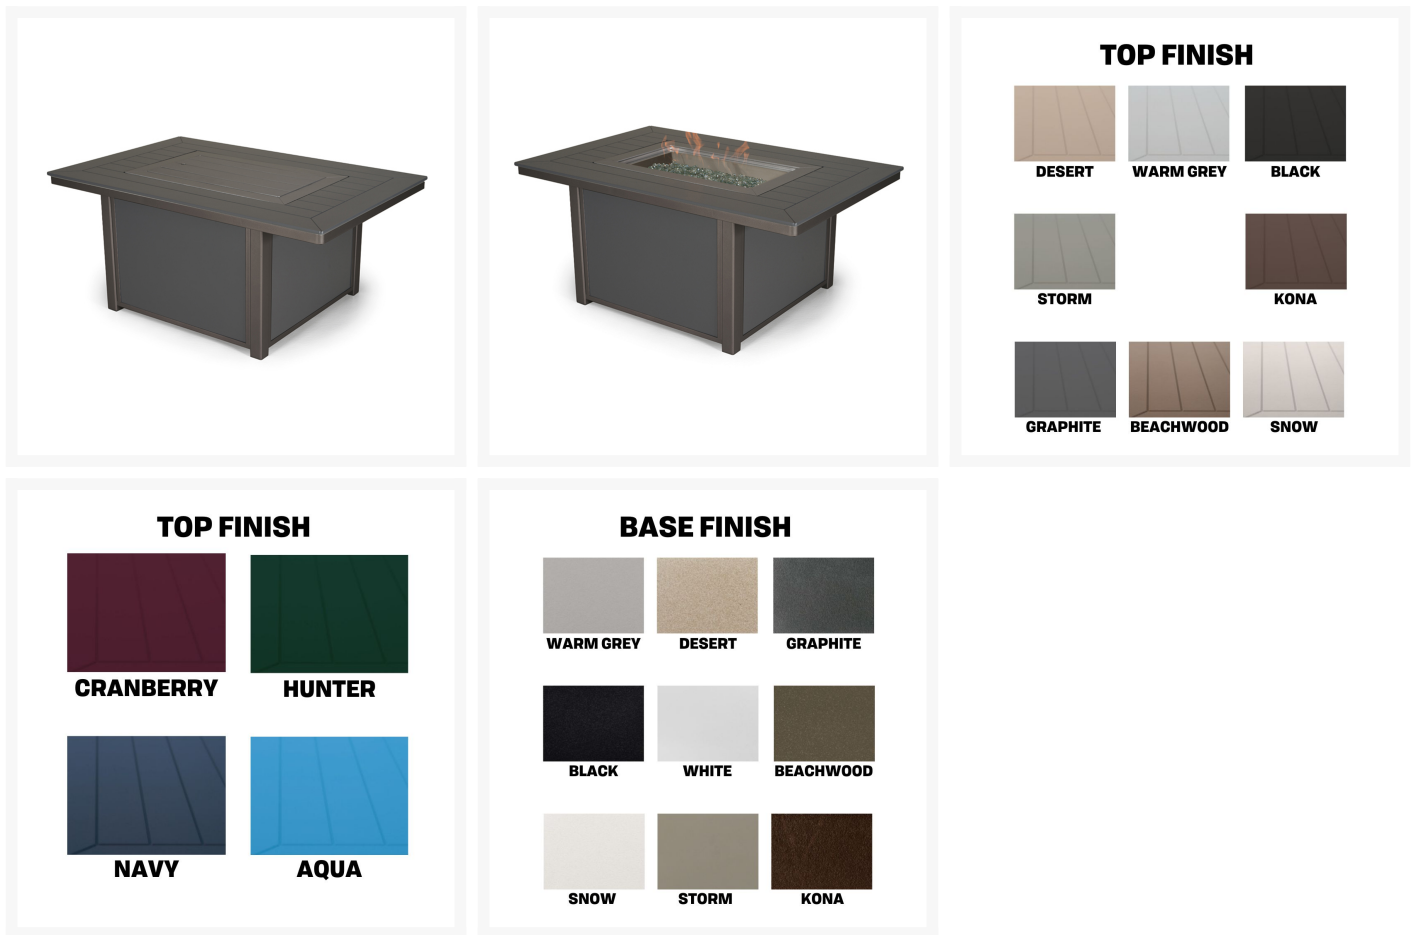 TOP FINISH
DESERT
WARM GREY
BLACK
STORM
KONA
GRAPHITE
BEACHWOOD
SNOW
TOP FINISH
CRANBERRY
HUNTER
NAVY
AQUA
BASE FINISH
WARM GREY
DESERT
GRAPHITE
BLACK
WHITE
BEACHWOOD
SNOW
STORM
KONA